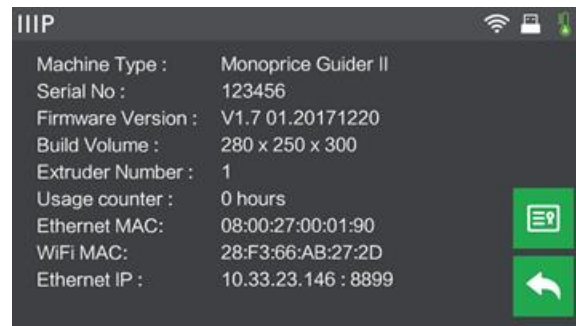 IIIP
Machine Type : Monoprice Guider II
Serial No : 123456
Firmware Version : V1.7 01.20171220
Build Volume : 280 x 250 x 300
Extruder Number : 1
Usage counter : 0 hours
Ethernet MAC: 08:00:27:00:01:90
WiFi MAC: 28:F3:66:AB:27:2D
Ethernet IP : 10.33.23.146 : 8899